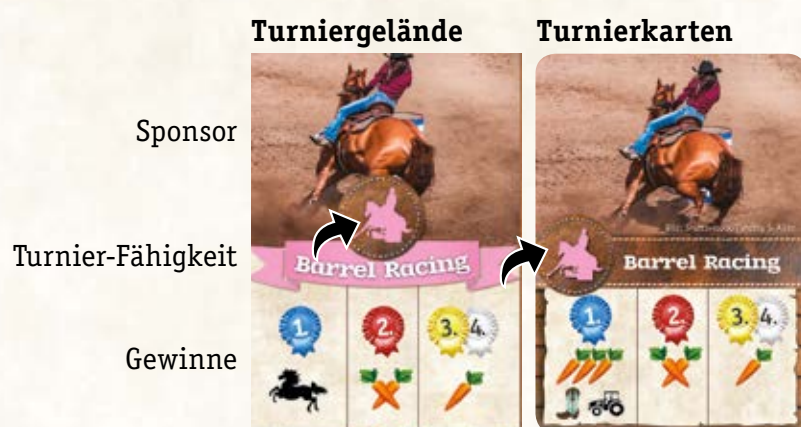 Turniergelände Turnierkarten
Sponsor
Turnier-Fähigkeit
Barrel Racing Barrel Racing
1. 2. 3. 4. 1. 2. 3. 4.
Gewinne